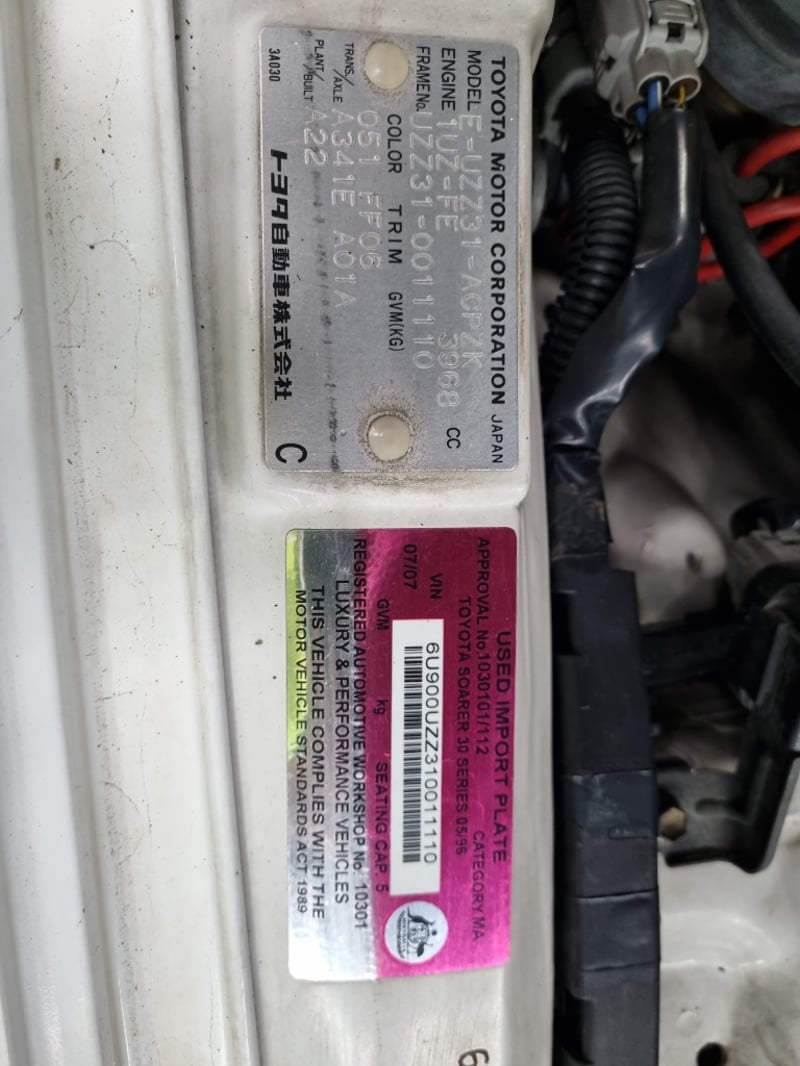 TOYOTA MOTOR CORPORATION JAPAN
MODEL E-UZZ31-ACPZK
ENGINE 1UZ-FE 3968 CC
FRAME No. UZZ31-0011110
COLOR TRIM GVM(KG)
051 FF06
TRANS./AXLE A341E A01A
PLANT/BUILT A22
3A030 トヨタ自動車株式会社 C
USED IMPORT PLATE
APPROVAL No.1030101/112 CATEGORY MA
TOYOTA SOARER 30 SERIES 05/96
VIN 6U900UZZ310011110
07/07
GVM kg SEATING CAP. 5
REGISTERED AUTOMOTIVE WORKSHOP No. 10301
LUXURY & PERFORMANCE VEHICLES
THIS VEHICLE COMPLIES WITH THE
MOTOR VEHICLE STANDARDS ACT 1989
6